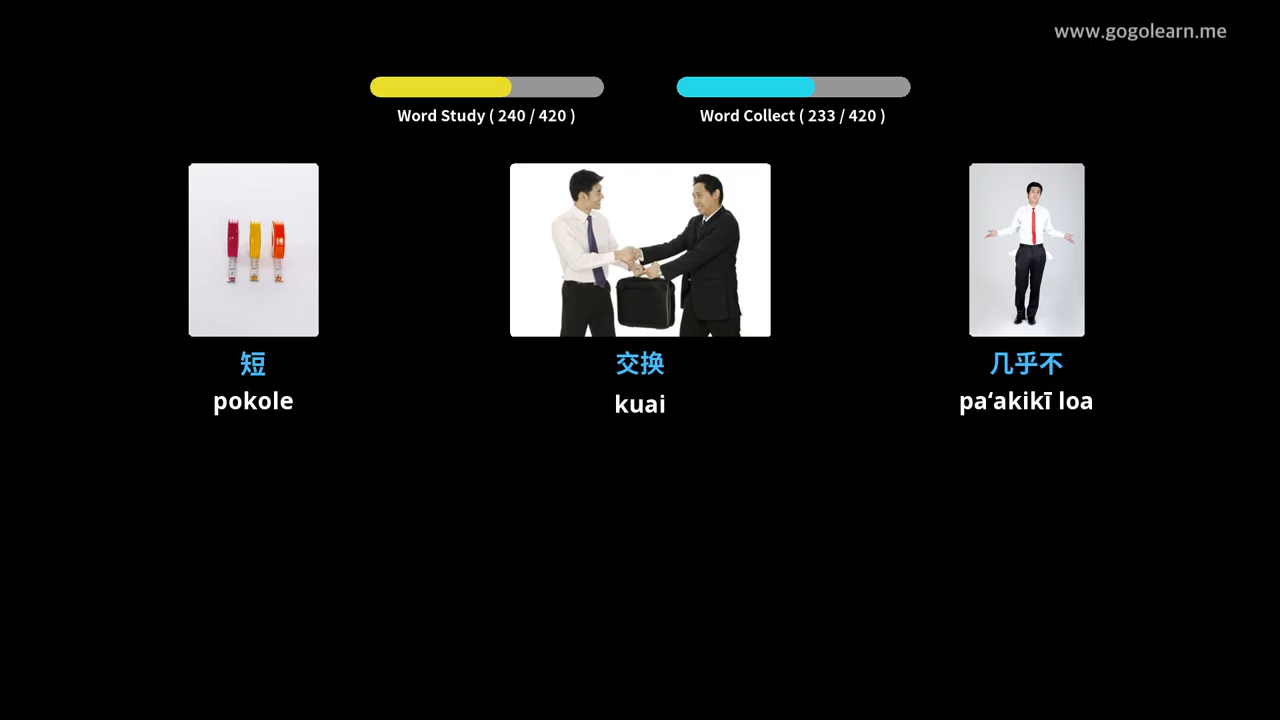 www.gogolearn.me
Word Study ( 240 / 420 )
Word Collect ( 233 / 420 )
短
交换
几乎不
pokole
kuai
paʻakikī loa